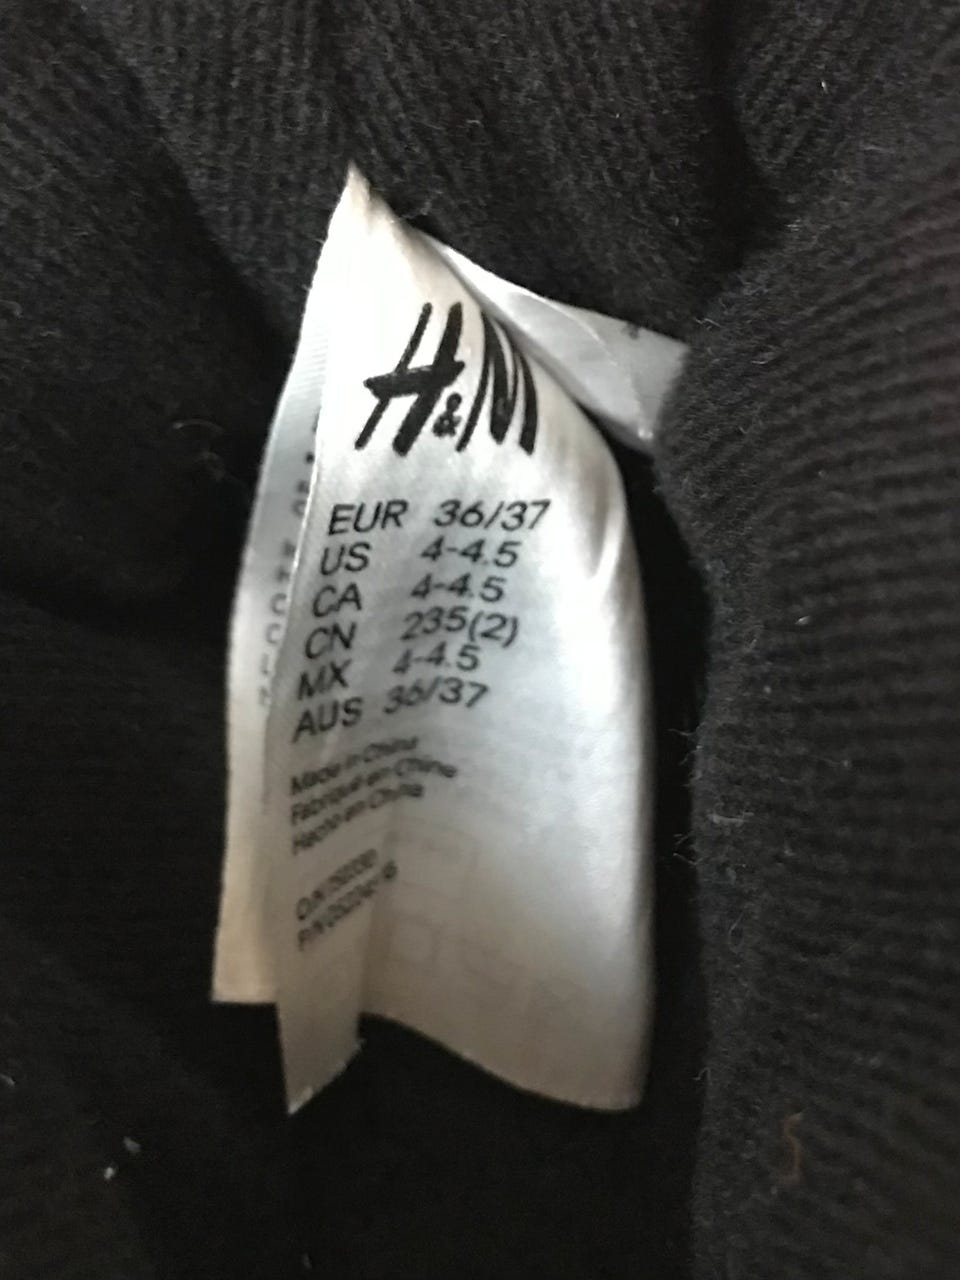 H&M
EUR 36/37
US 4-4.5
CA 4-4.5
CN 235(2)
MX 4-4.5
AUS 36/37
Made in China
Fabriqué en Chine
Hecho en China
O/N
P/N